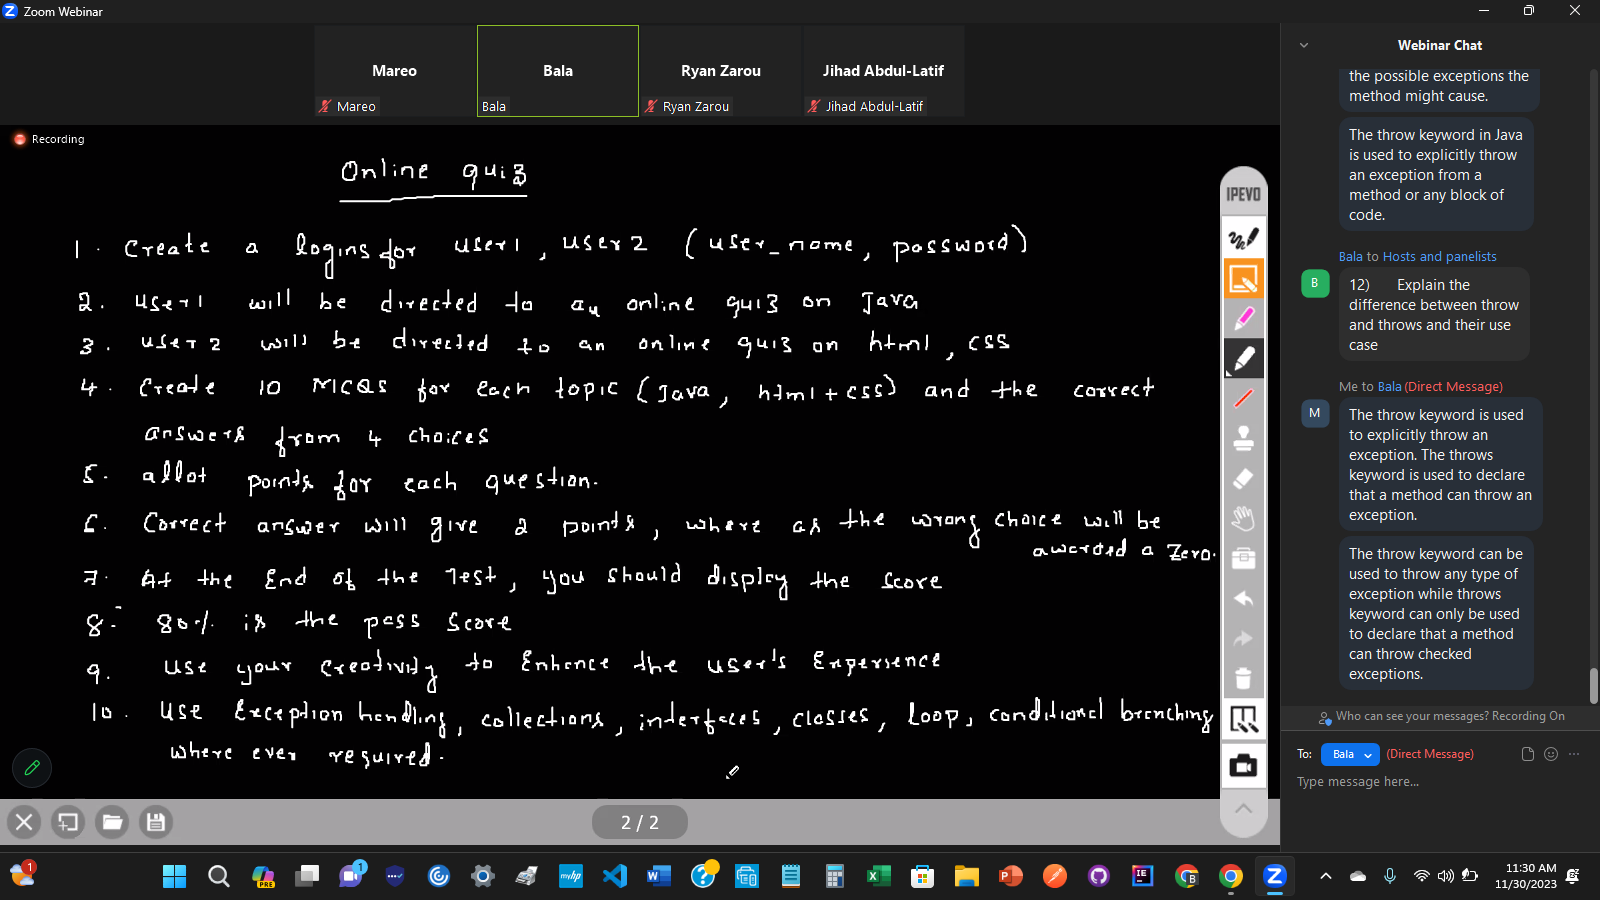 Zoom Webinar
Mareo
Bala
Ryan Zarou
Jihad Abdul-Latif
Mareo
Bala
Ryan Zarou
Jihad Abdul-Latif
Recording
Online quiz
1. Create a logins for user1, user2 (user_name, password)
2. user1 will be directed to an online quiz on Java
3. user2 will be directed to an online quiz on html, css
4. Create 10 MCQs for each topic (Java, html+css) and the correct
answers from 4 choices
5. allot points for each question.
6. Correct answer will give 2 points, where as the wrong choice will be
awarded a Zero.
7. At the End of the Test, you should display the score
8. 80% is the pass score
9. Use your creativity to Enhance the user's Experience
10. Use Exception handling, collections, interfaces, classes, loop, conditional branching
where ever required.
IPEVO
2 / 2
Webinar Chat
the possible exceptions the
method might cause.
The throw keyword in Java
is used to explicitly throw
an exception from a
method or any block of
code.
Bala to Hosts and panelists
B
12) Explain the
difference between throw
and throws and their use
case
Me to Bala (Direct Message)
M
The throw keyword is used
to explicitly throw an
exception. The throws
keyword is used to declare
that a method can throw an
exception.
The throw keyword can be
used to throw any type of
exception while throws
keyword can only be used
to declare that a method
can throw checked
exceptions.
Who can see your messages? Recording On
To: Bala (Direct Message)
Type message here...
1
PRE
1
myhp
11:30 AM
11/30/2023